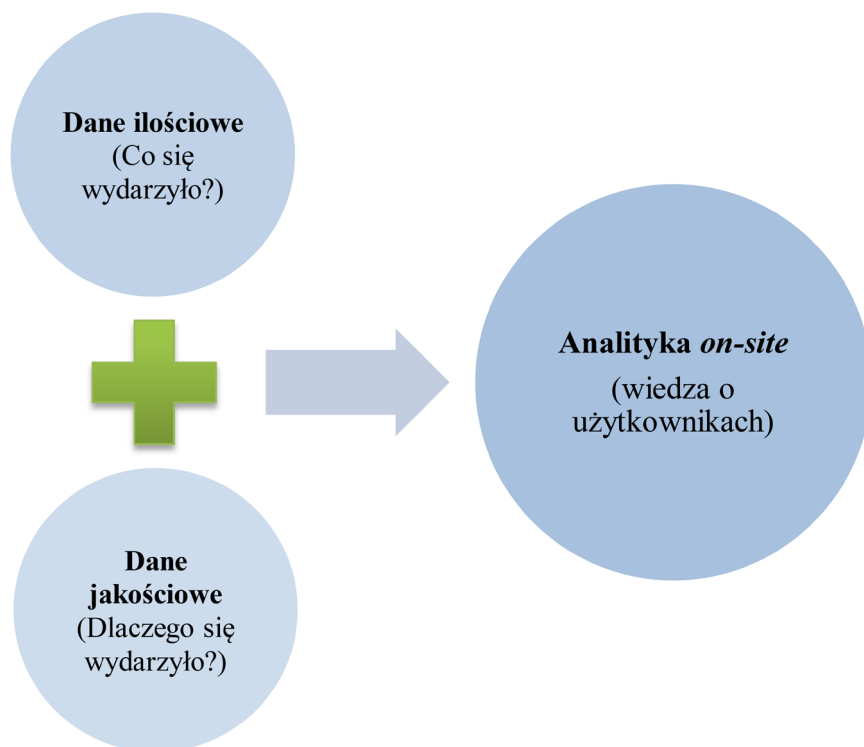 Dane ilościowe
(Co się
wydarzyło?)
Analityka on-site
(wiedza o
użytkownikach)
Dane
jakościowe
(Dlaczego się
wydarzyło?)